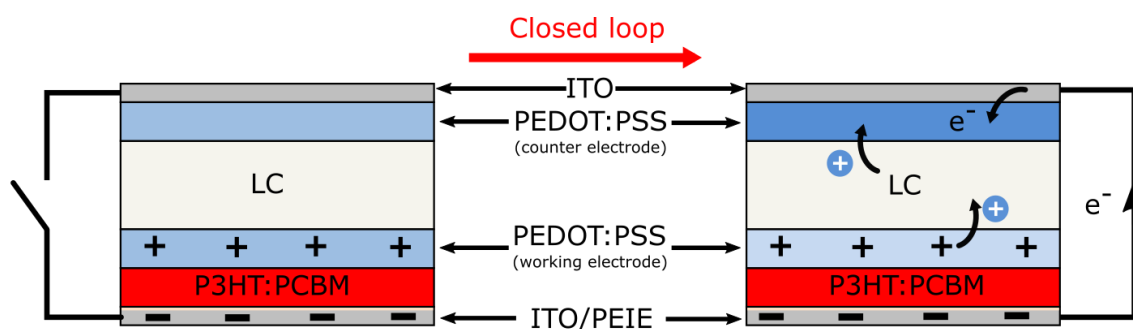 Closed loop
ITO
PEDOT:PSS
(counter electrode)
e-
+
LC
LC
+
e-
+ + + +
PEDOT:PSS
(working electrode)
+ + + +
P3HT:PCBM
P3HT:PCBM
- - - -
ITO/PEIE
- - - -